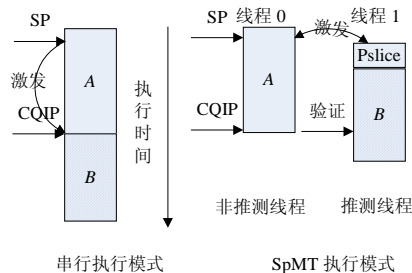 SP
激发
CQIP
A
B
执行时间
串行执行模式
SP
线程 0
线程 1
激发
A
Pslice
CQIP
验证
B
非推测线程
推测线程
SpMT 执行模式